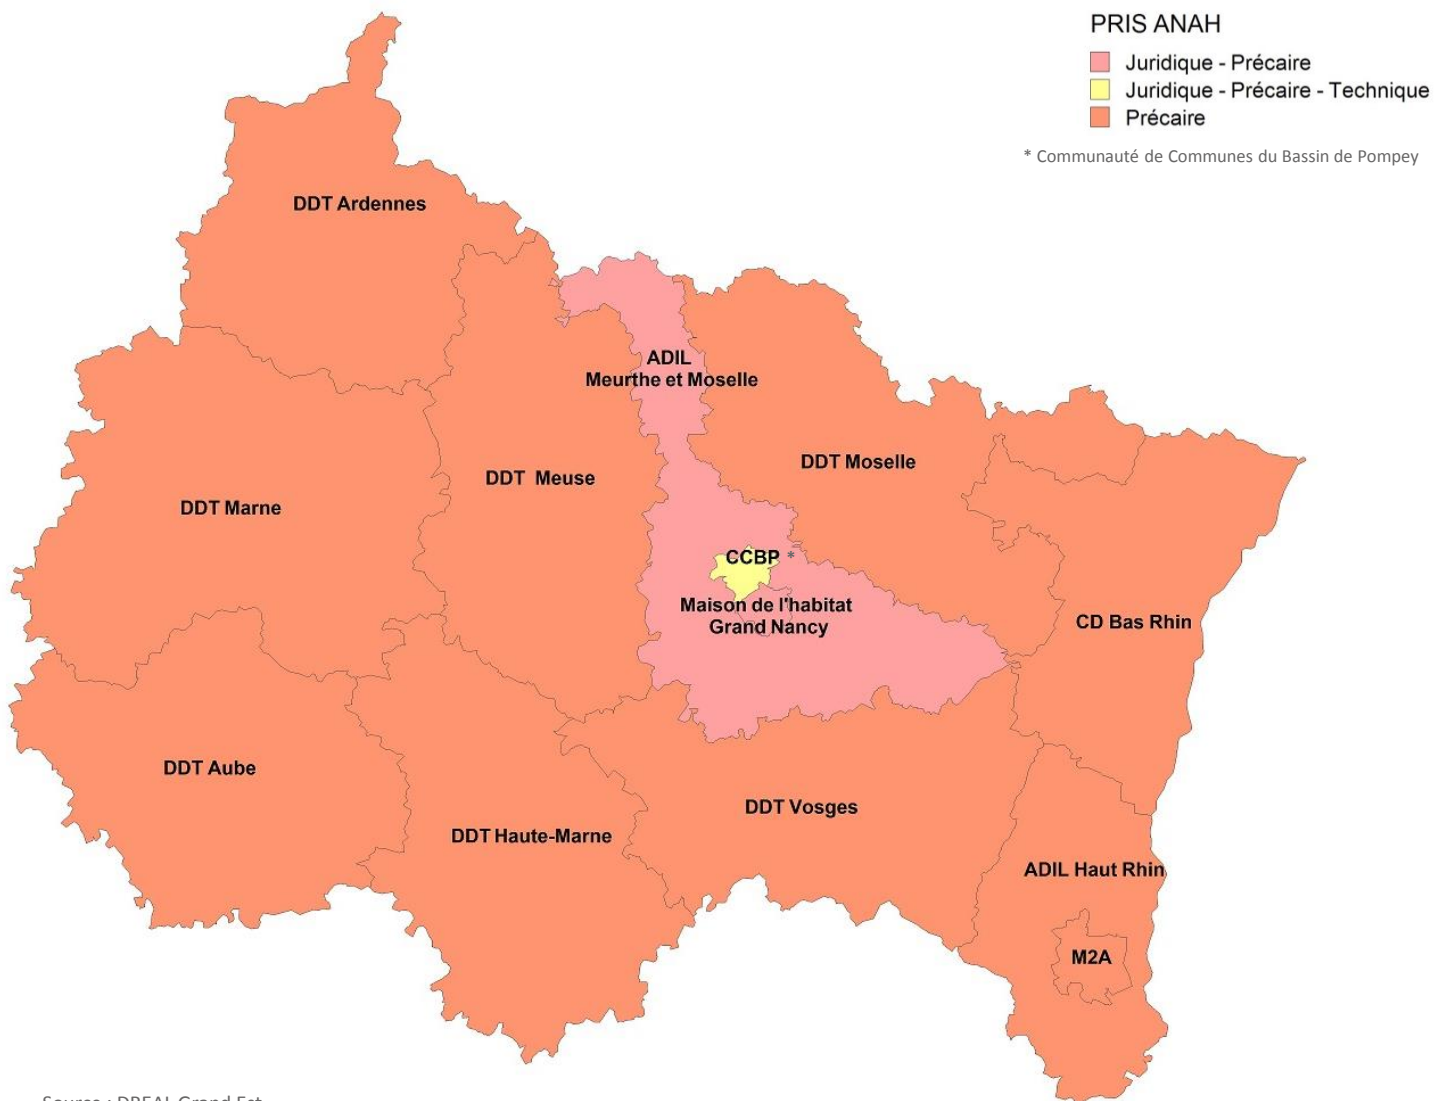 PRIS ANAH
Juridique - Précaire
Juridique - Précaire - Technique
Précaire
* Communauté de Communes du Bassin de Pompey
DDT Ardennes
ADIL
Meurthe et Moselle
DDT Moselle
DDT Meuse
DDT Marne
CCBP *
Maison de l'habitat
Grand Nancy
CD Bas Rhin
DDT Aube
DDT Vosges
DDT Haute-Marne
ADIL Haut Rhin
M2A
Source : DREAL Grand Est